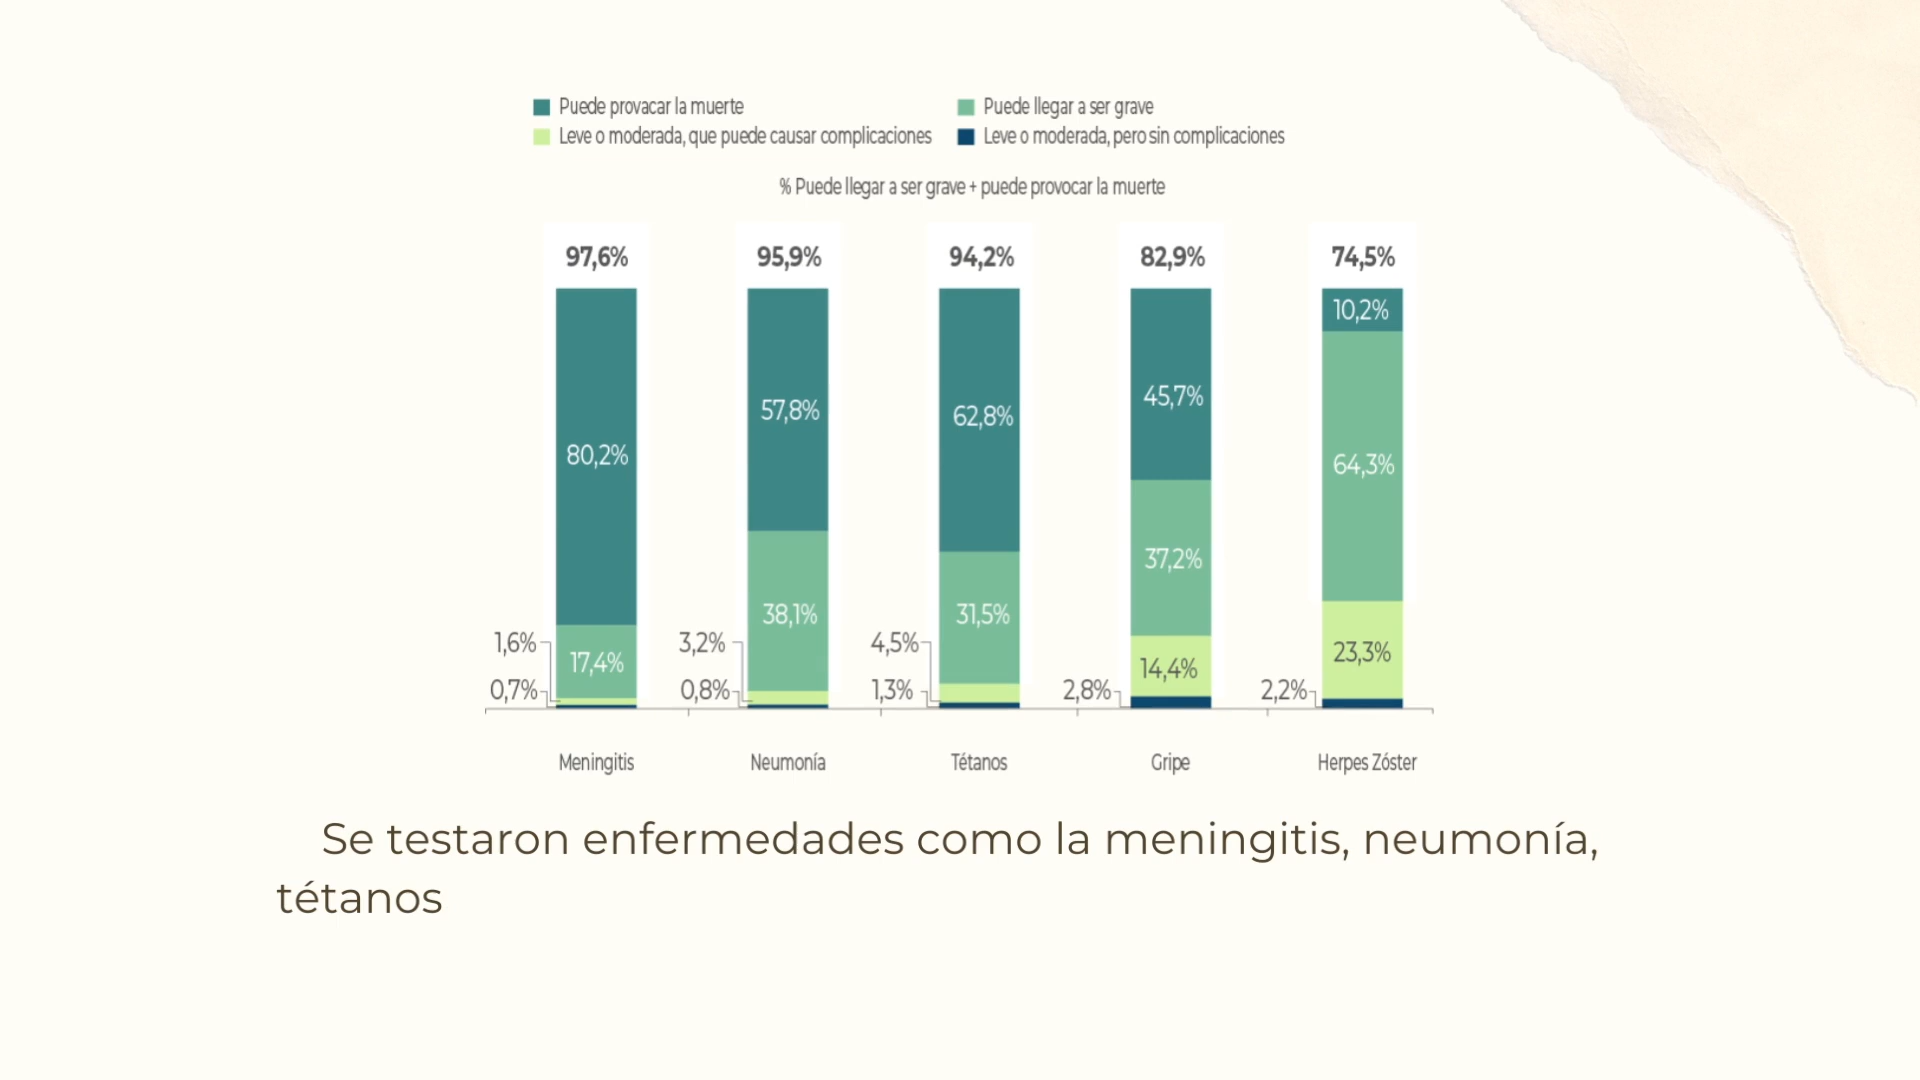 Puede provacar la muerte
Puede llegar a ser grave
Leve o moderada, que puede causar complicaciones
Leve o moderada, pero sin complicaciones
% Puede llegar a ser grave + puede provocar la muerte
97,6%
95,9%
94,2%
82,9%
74,5%
80,2%
17,4%
1,6%
0,7%
57,8%
38,1%
3,2%
0,8%
62,8%
31,5%
4,5%
1,3%
45,7%
37,2%
14,4%
2,8%
10,2%
64,3%
23,3%
2,2%
Meningitis
Neumonía
Tétanos
Gripe
Herpes Zóster
Se testaron enfermedades como la meningitis, neumonía,
tétanos